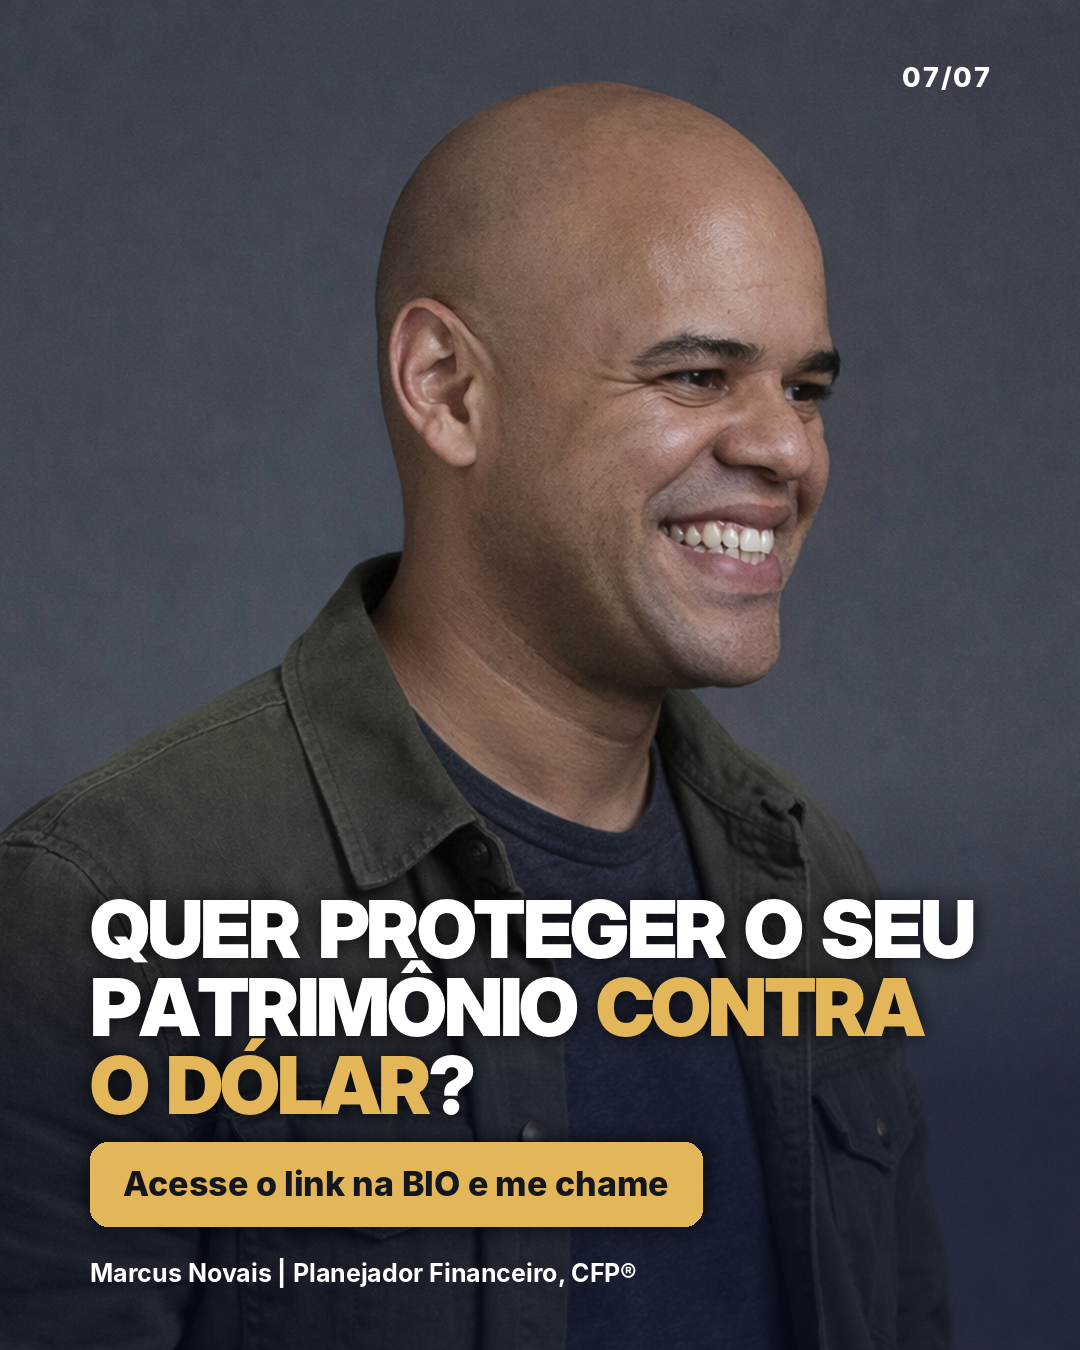 07/07
QUER PROTEGER O SEU
PATRIMÔNIO CONTRA
O DÓLAR?
Acesse o link na BIO e me chame
Marcus Novais | Planejador Financeiro, CFP®